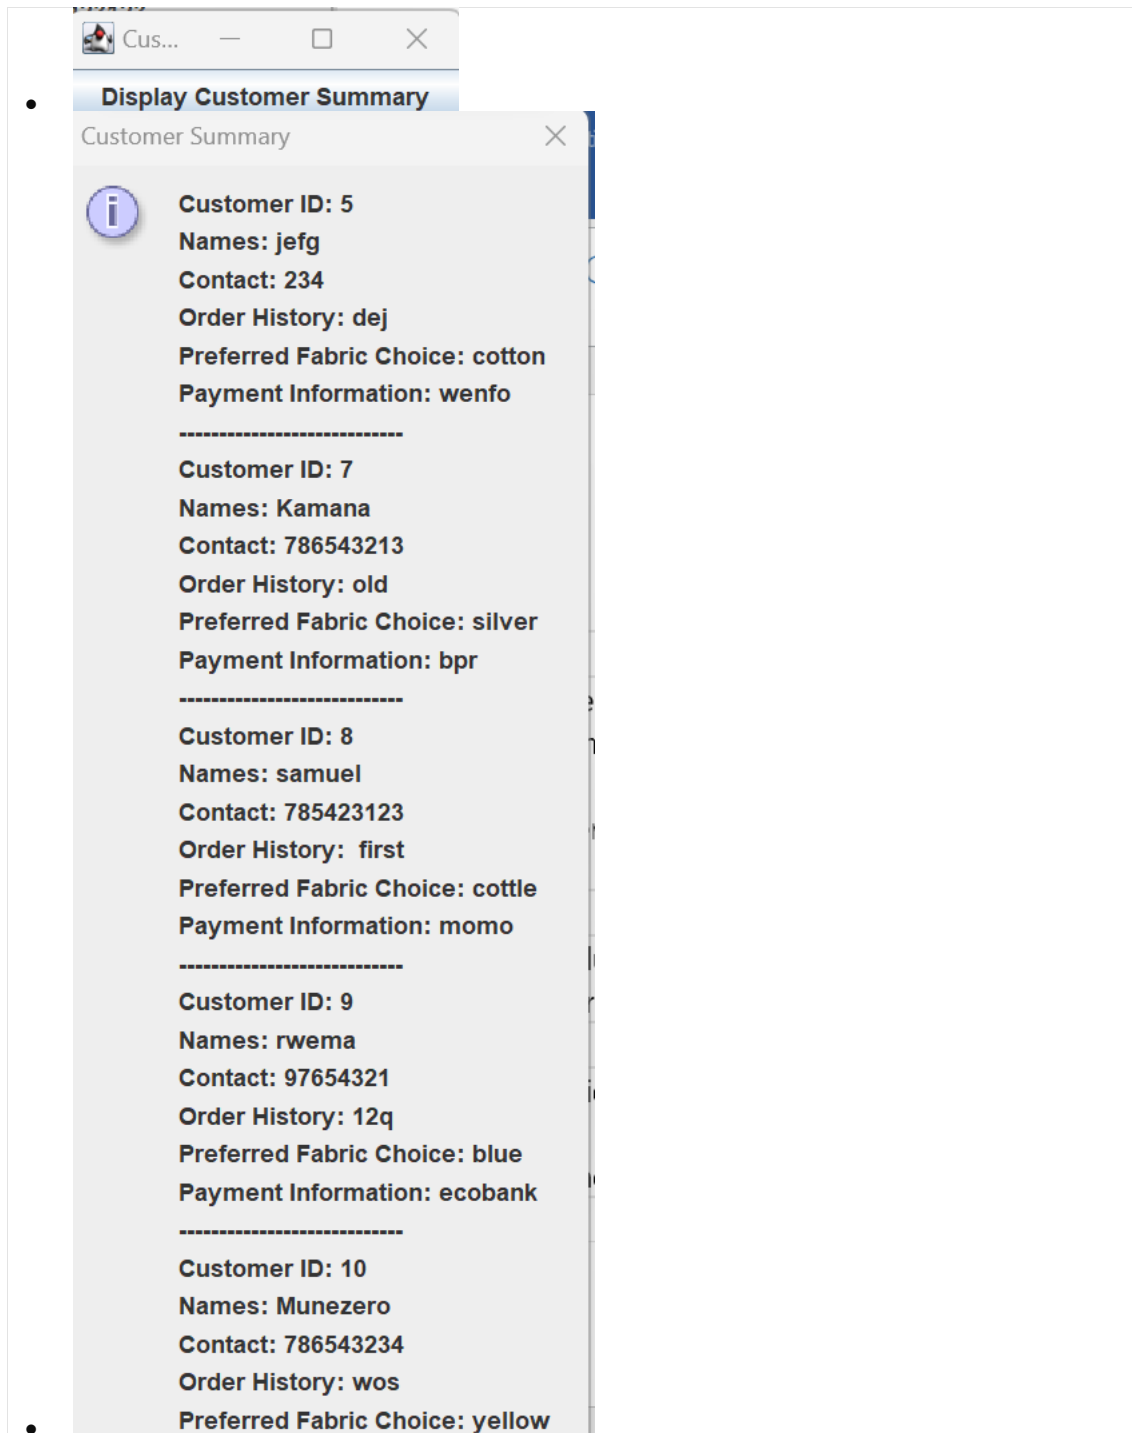 Cus...
Display Customer Summary
Customer Summary
Customer ID: 5
Names: jefg
Contact: 234
Order History: dej
Preferred Fabric Choice: cotton
Payment Information: wenfo
----------------------------
Customer ID: 7
Names: Kamana
Contact: 786543213
Order History: old
Preferred Fabric Choice: silver
Payment Information: bpr
----------------------------
Customer ID: 8
Names: samuel
Contact: 785423123
Order History:  first
Preferred Fabric Choice: cottle
Payment Information: momo
----------------------------
Customer ID: 9
Names: rwema
Contact: 97654321
Order History: 12q
Preferred Fabric Choice: blue
Payment Information: ecobank
----------------------------
Customer ID: 10
Names: Munezero
Contact: 786543234
Order History: wos
Preferred Fabric Choice: yellow